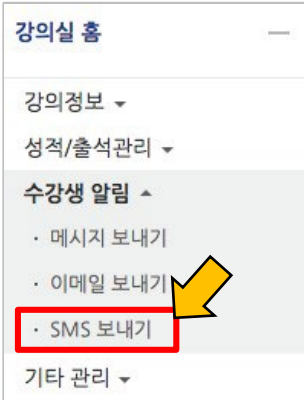 강의실 홈
강의정보
성적/출석관리
수강생 알림
· 메시지 보내기
· 이메일 보내기
· SMS 보내기
기타 관리